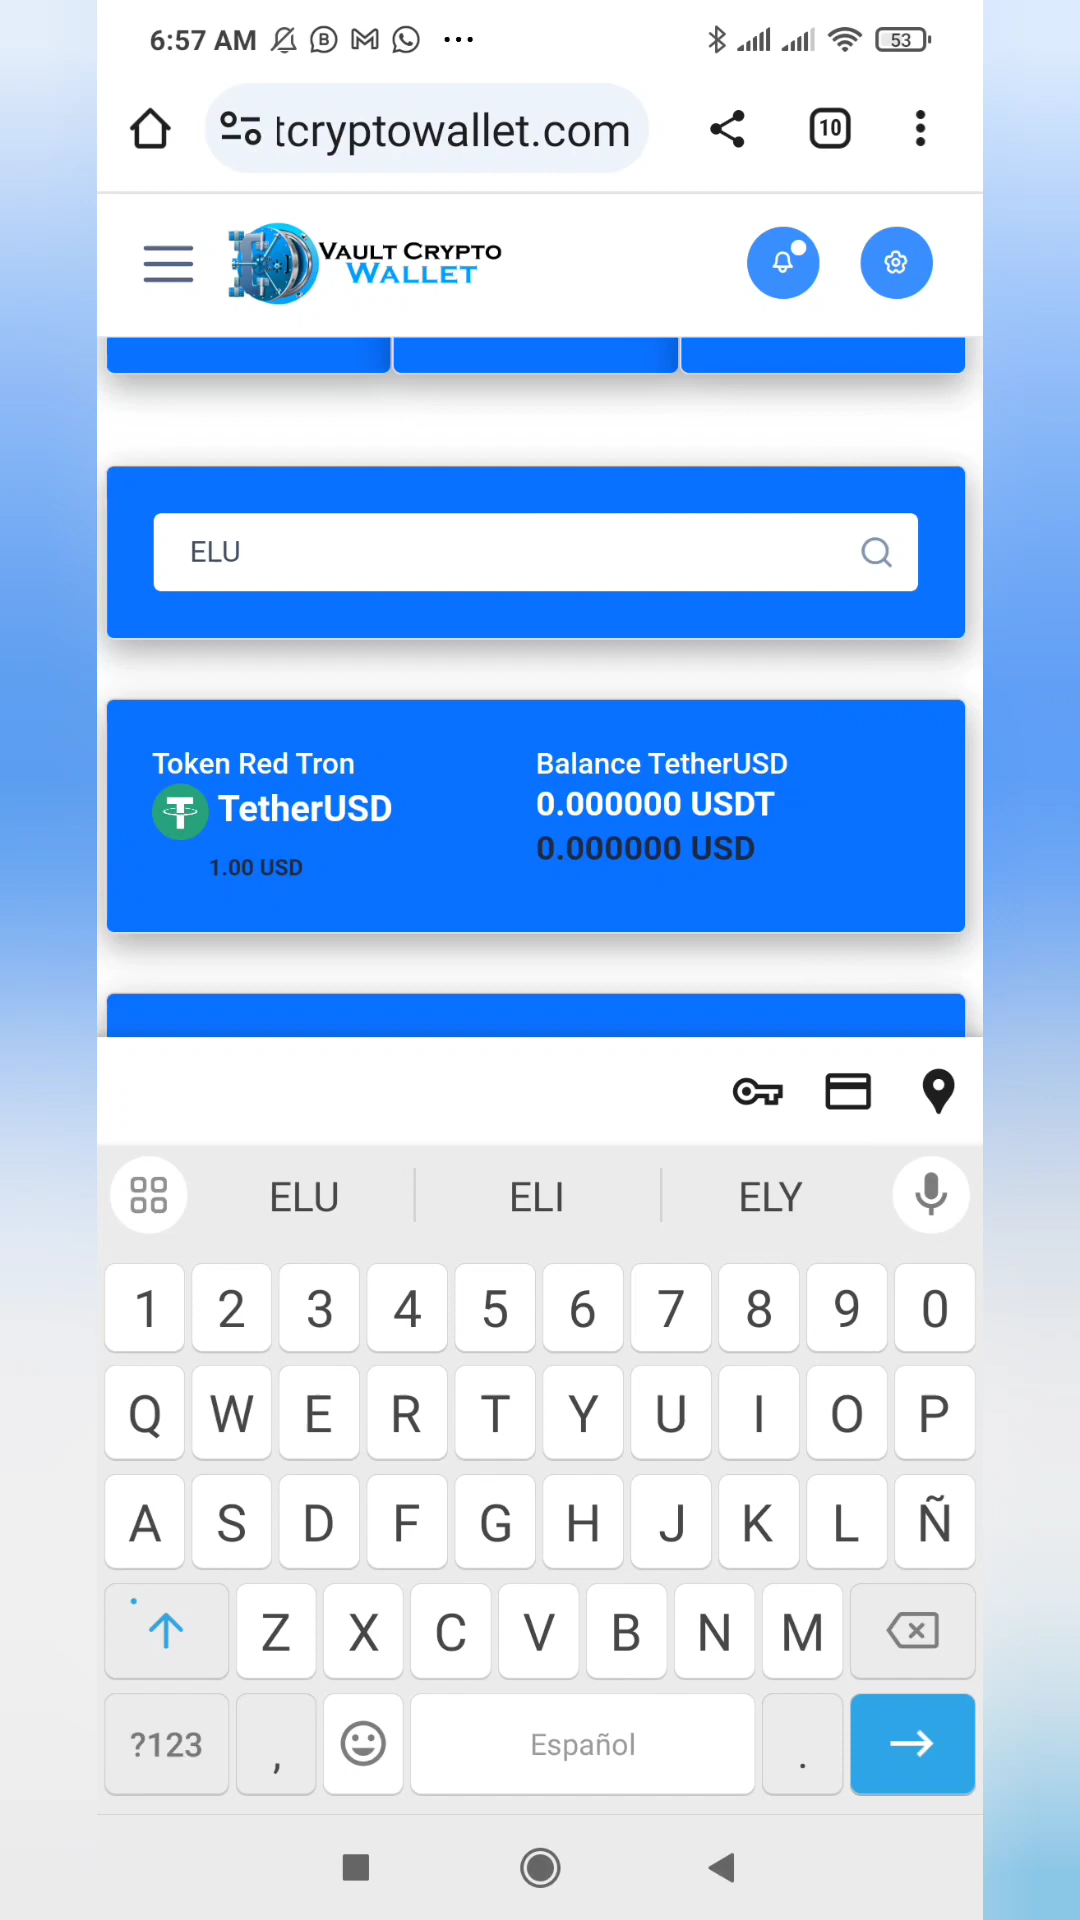 6:57 AM
53
tcryptowallet.com
10
VAULT CRYPTO
WALLET
ELU
Token Red Tron
TetherUSD
1.00 USD
Balance TetherUSD
0.000000 USDT
0.000000 USD
ELU ELI ELY
1 2 3 4 5 6 7 8 9 0
Q W E R T Y U I O P
A S D F G H J K L Ñ
Z X C V B N M
?123 , Español .